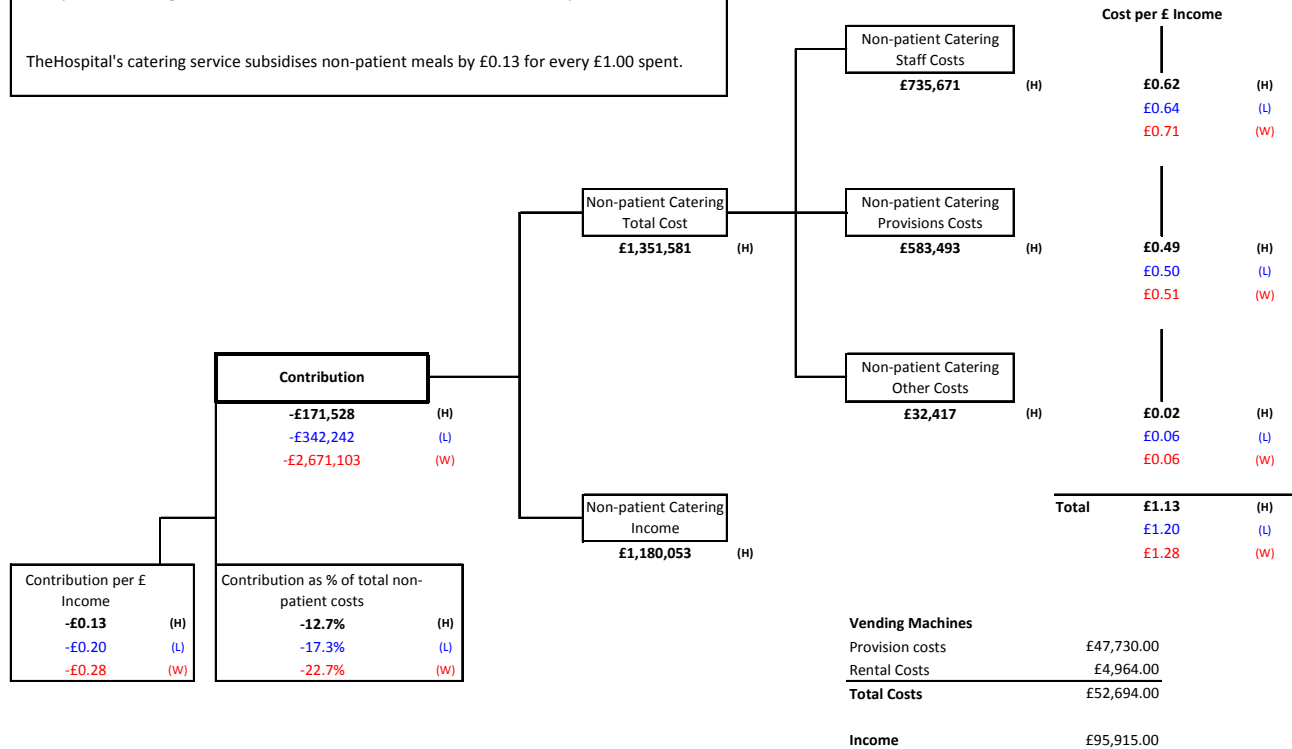 TheHospital's catering service subsidises non-patient meals by £0.13 for every £1.00 spent.
Cost per £ Income
Non-patient Catering
Staff Costs
£735,671 (H)
£0.62 (H)
£0.64 (L)
£0.71 (W)
Non-patient Catering
Total Cost
£1,351,581 (H)
Non-patient Catering
Provisions Costs
£583,493 (H)
£0.49 (H)
£0.50 (L)
£0.51 (W)
Contribution
-£171,528 (H)
-£342,242 (L)
-£2,671,103 (W)
Non-patient Catering
Other Costs
£32,417 (H)
£0.02 (H)
£0.06 (L)
£0.06 (W)
Non-patient Catering
Income
£1,180,053 (H)
Total £1.13 (H)
£1.20 (L)
£1.28 (W)
Contribution per £
Income
-£0.13 (H)
-£0.20 (L)
-£0.28 (W)
Contribution as % of total non-
patient costs
-12.7% (H)
-17.3% (L)
-22.7% (W)
Vending Machines
Provision costs £47,730.00
Rental Costs £4,964.00
Total Costs £52,694.00
Income £95,915.00